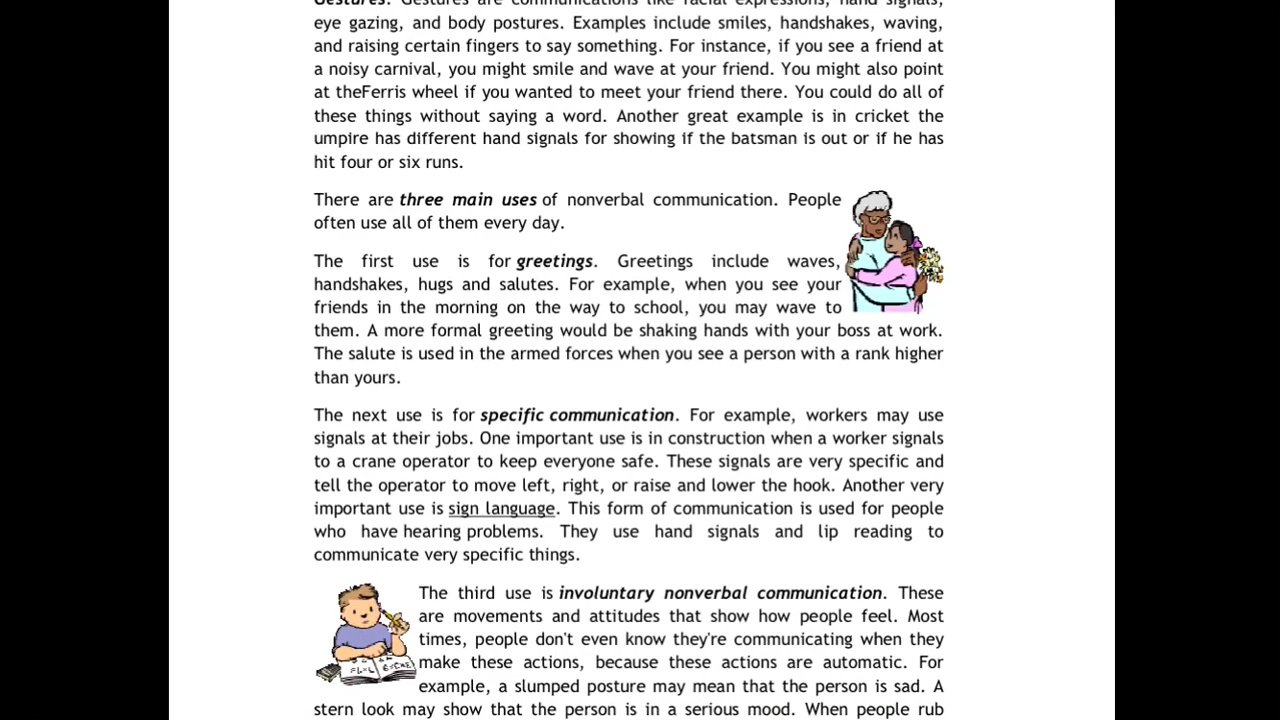 Gestures. Gestures are communications like facial expressions, hand signals,
eye gazing, and body postures. Examples include smiles, handshakes, waving,
and raising certain fingers to say something. For instance, if you see a friend at
a noisy carnival, you might smile and wave at your friend. You might also point
at theFerris wheel if you wanted to meet your friend there. You could do all of
these things without saying a word. Another great example is in cricket the
umpire has different hand signals for showing if the batsman is out or if he has
hit four or six runs.
There are three main uses of nonverbal communication. People
often use all of them every day.
The first use is for greetings. Greetings include waves,
handshakes, hugs and salutes. For example, when you see your
friends in the morning on the way to school, you may wave to
them. A more formal greeting would be shaking hands with your boss at work.
The salute is used in the armed forces when you see a person with a rank higher
than yours.
The next use is for specific communication. For example, workers may use
signals at their jobs. One important use is in construction when a worker signals
to a crane operator to keep everyone safe. These signals are very specific and
tell the operator to move left, right, or raise and lower the hook. Another very
important use is sign language. This form of communication is used for people
who have hearing problems. They use hand signals and lip reading to
communicate very specific things.
The third use is involuntary nonverbal communication. These
are movements and attitudes that show how people feel. Most
times, people don't even know they're communicating when they
make these actions, because these actions are automatic. For
example, a slumped posture may mean that the person is sad. A
stern look may show that the person is in a serious mood. When people rub